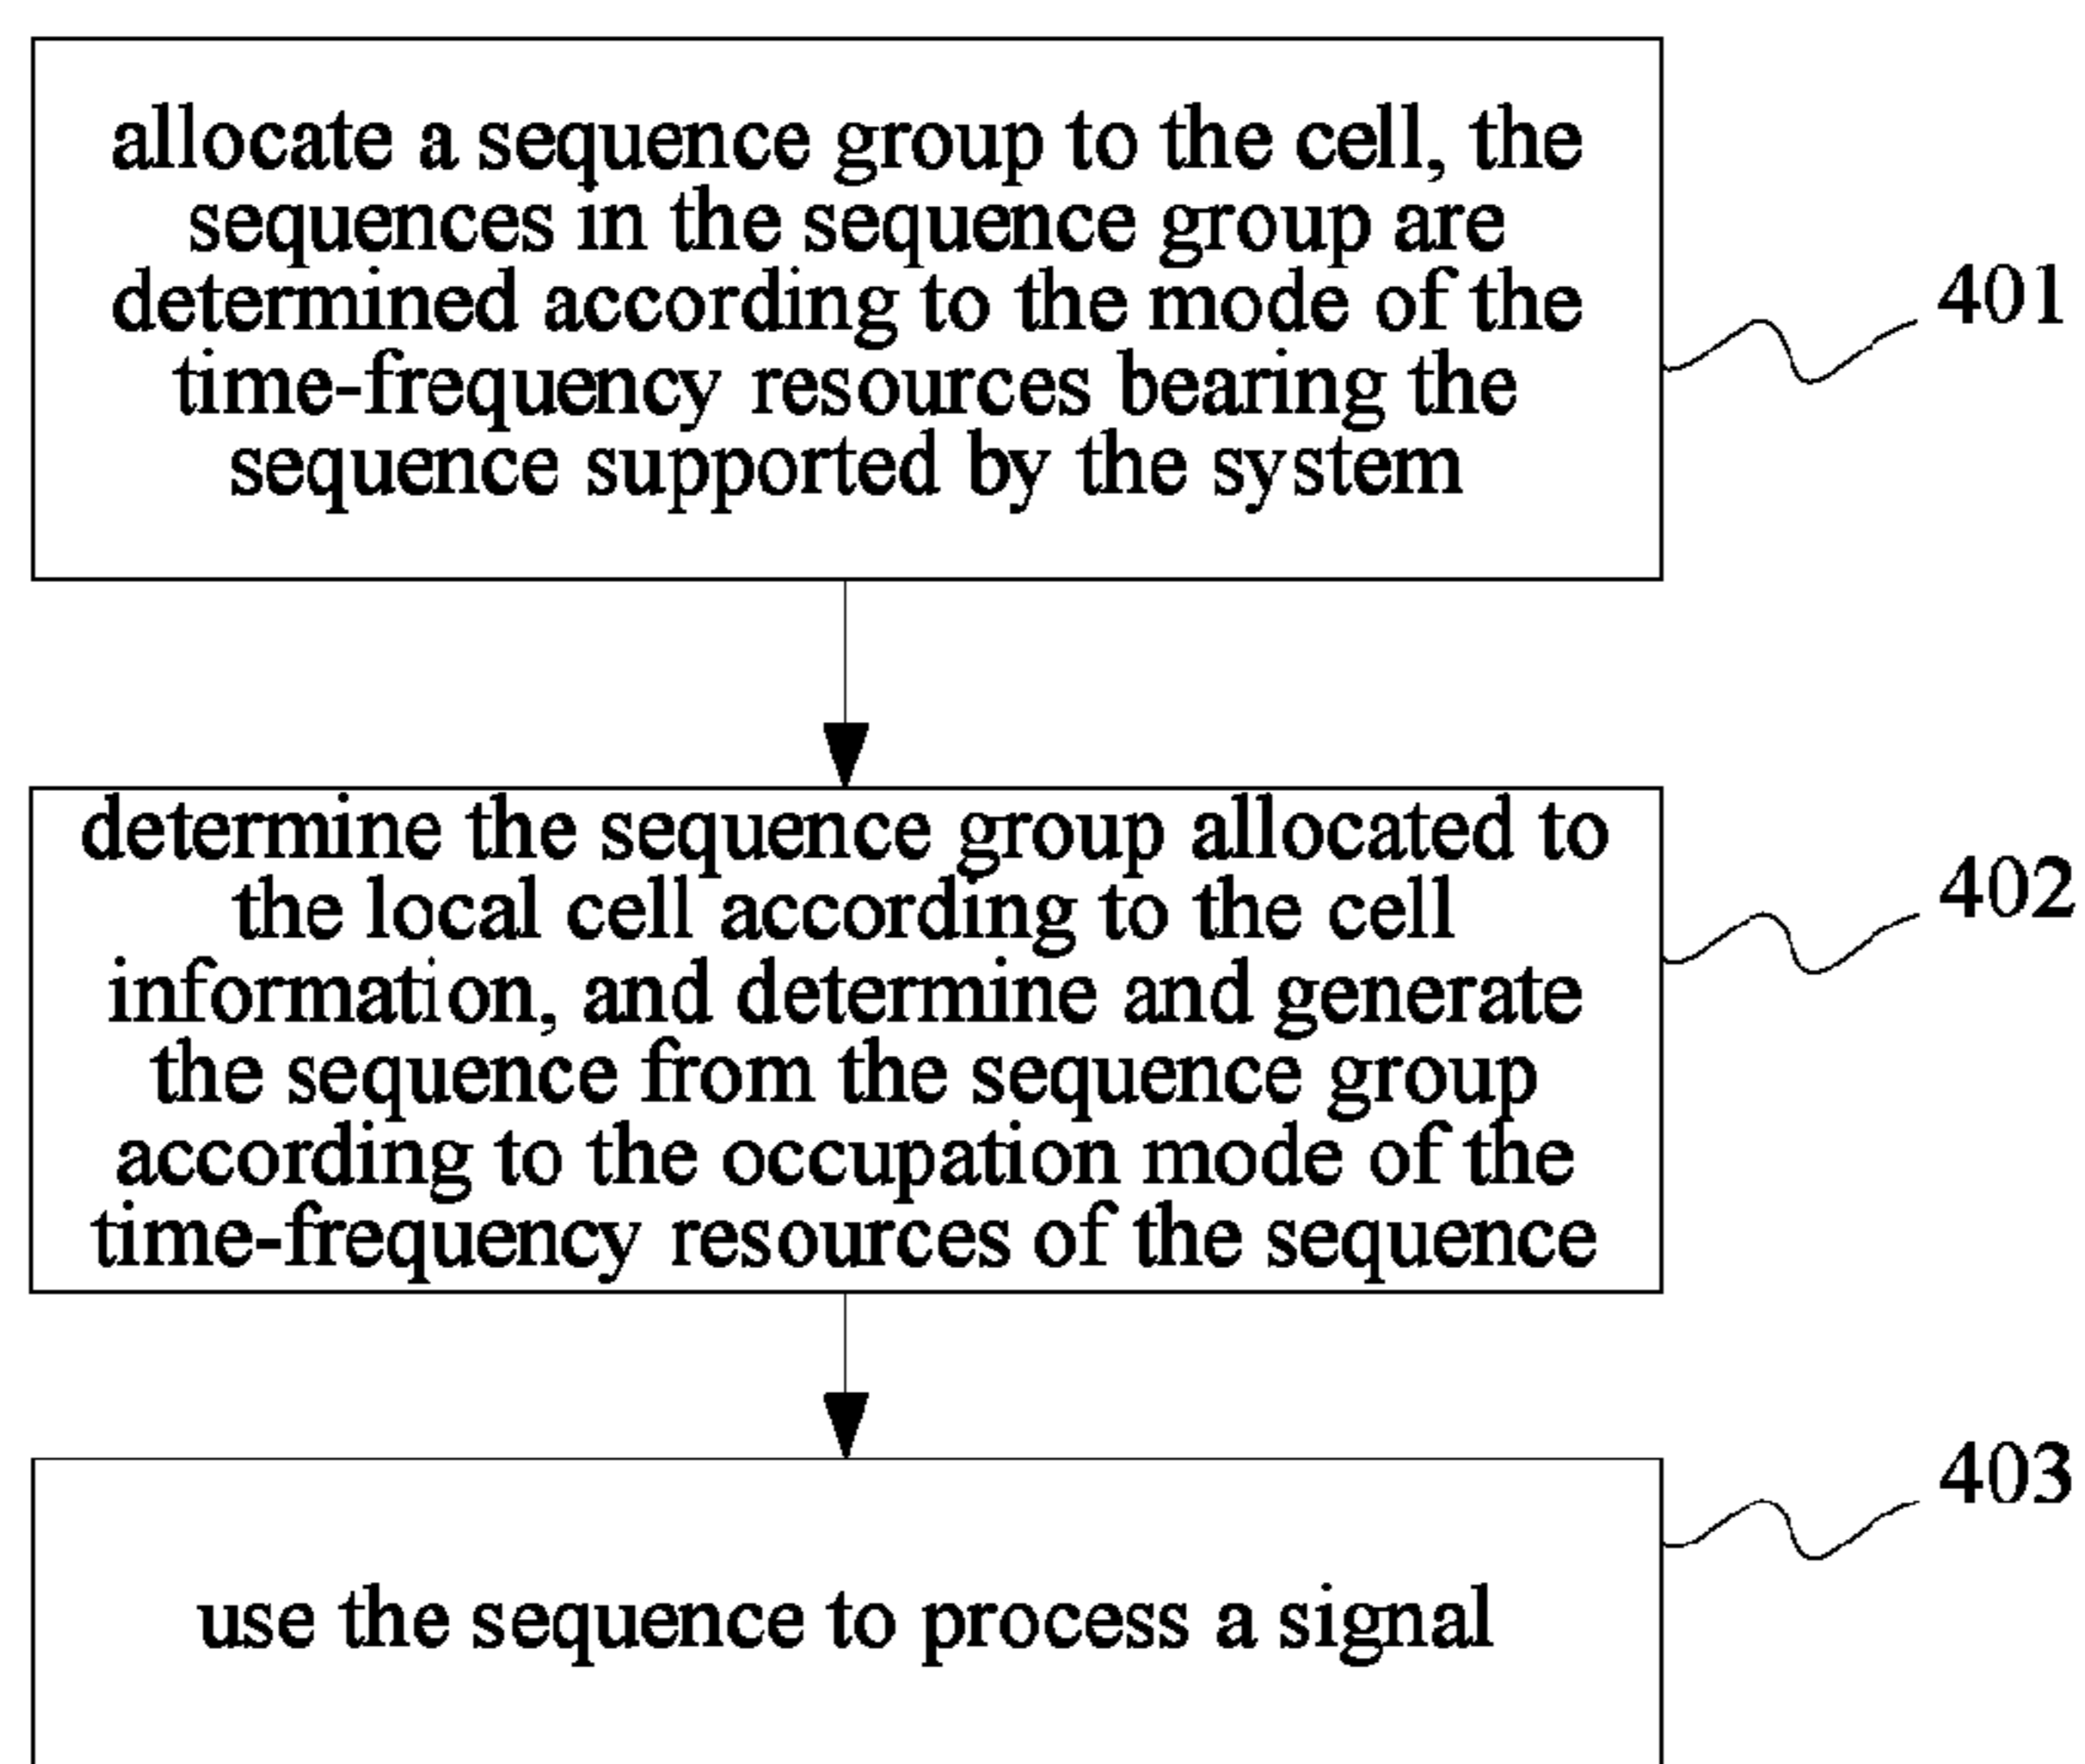 allocate a sequence group to the cell, the
sequences in the sequence group are
determined according to the mode of the
time-frequency resources bearing the
sequence supported by the system
401
determine the sequence group allocated to
the local cell according to the cell
information, and determine and generate
the sequence from the sequence group
according to the occupation mode of the
time-frequency resources of the sequence
402
use the sequence to process a signal
403